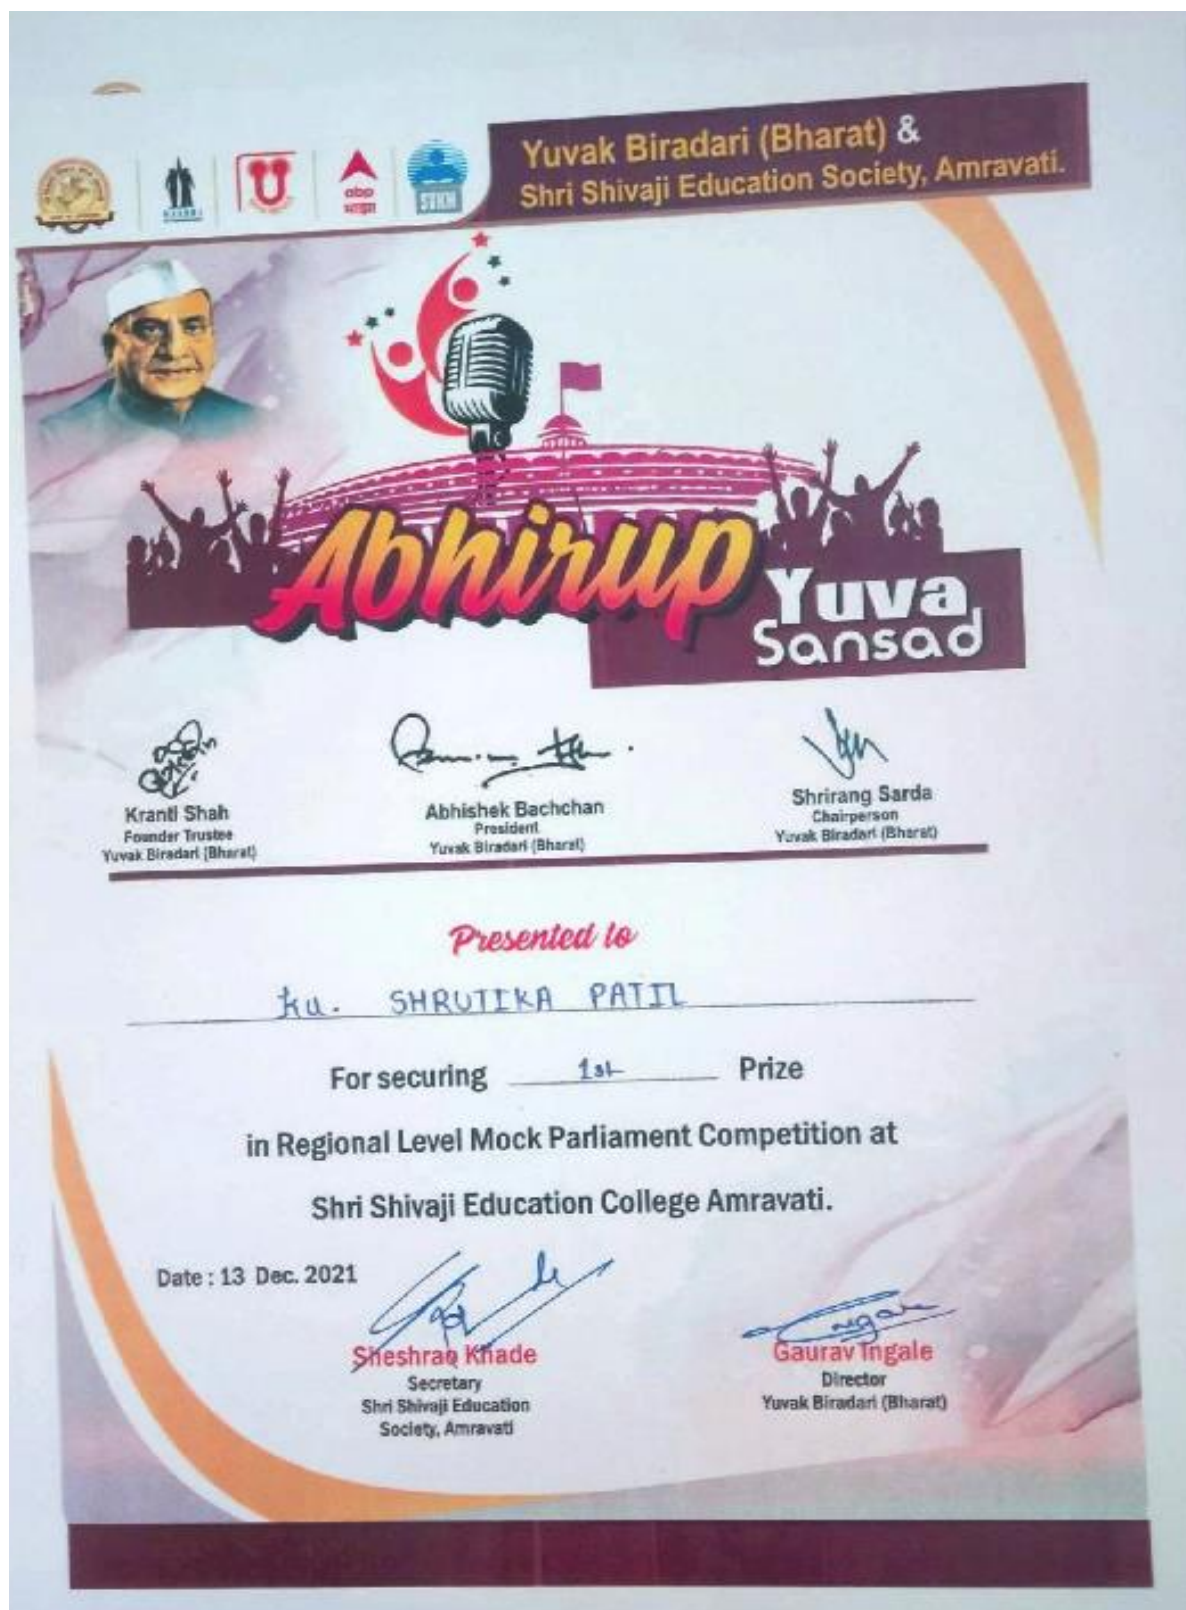 Yuvak Biradari (Bharat) &
Shri Shivaji Education Society, Amravati.
abp
माझा
SVKM
Abhirup
Yuva
Sansad
Kranti Shah
Founder Trustee
Yuvak Biradari (Bharat)
Abhishek Bachchan
President
Yuvak Biradari (Bharat)
Shrirang Sarda
Chairperson
Yuvak Biradari (Bharat)
Presented to
Ku. SHRUTIKA PATIL
For securing 1st Prize
in Regional Level Mock Parliament Competition at
Shri Shivaji Education College Amravati.
Date : 13 Dec. 2021
Sheshrao Khade
Secretary
Shri Shivaji Education
Society, Amravati
Gaurav Ingale
Director
Yuvak Biradari (Bharat)